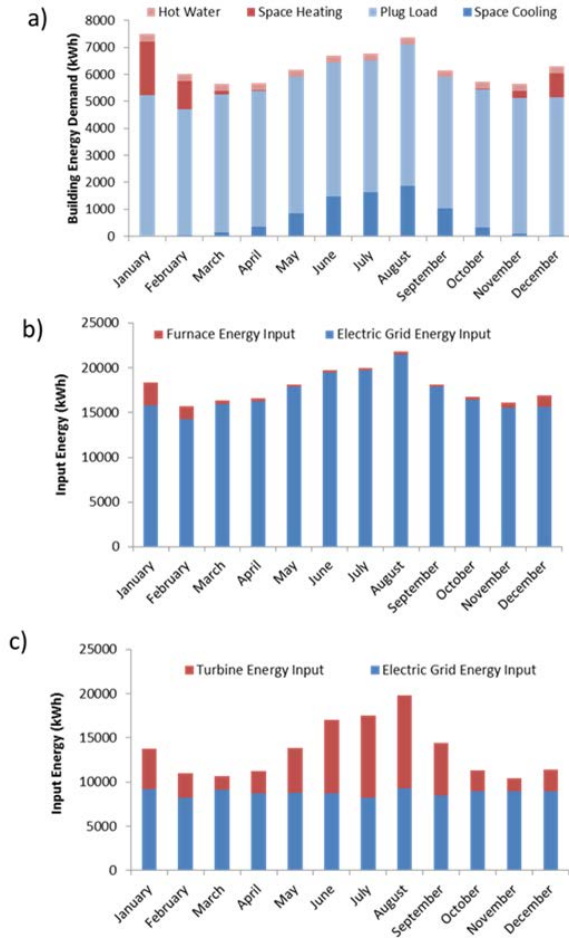 a)
Hot Water Space Heating Plug Load Space Cooling
Building Energy Demand (kWh)
8000
7000
6000
5000
4000
3000
2000
1000
0
January February March April May June July August September October November December
b)
Furnace Energy Input Electric Grid Energy Input
Input Energy (kWh)
25000
20000
15000
10000
5000
0
January February March April May June July August September October November December
c)
Turbine Energy Input Electric Grid Energy Input
Input Energy (kWh)
25000
20000
15000
10000
5000
0
January February March April May June July August September October November December